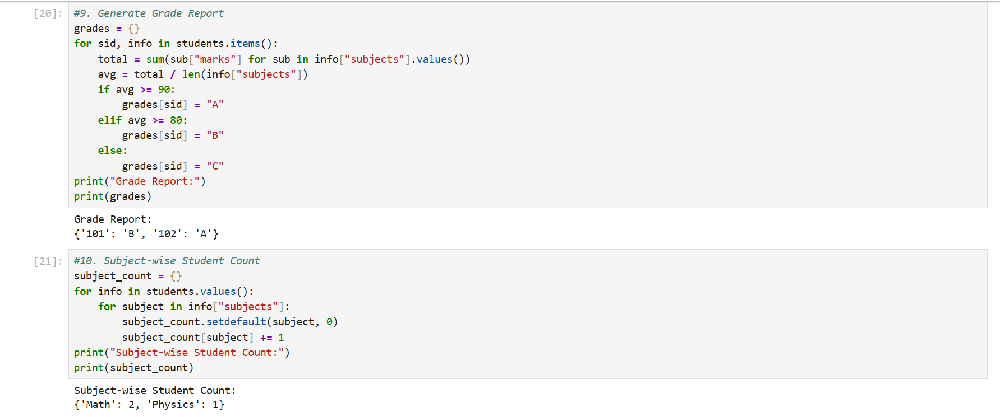 [20]: #9. Generate Grade Report
grades = {}
for sid, info in students.items():
    total = sum(sub["marks"] for sub in info["subjects"].values())
    avg = total / len(info["subjects"])
    if avg >= 90:
        grades[sid] = "A"
    elif avg >= 80:
        grades[sid] = "B"
    else:
        grades[sid] = "C"
print("Grade Report:")
print(grades)
Grade Report:
{'101': 'B', '102': 'A'}
[21]: #10. Subject-wise Student Count
subject_count = {}
for info in students.values():
    for subject in info["subjects"]:
        subject_count.setdefault(subject, 0)
        subject_count[subject] += 1
print("Subject-wise Student Count:")
print(subject_count)
Subject-wise Student Count:
{'Math': 2, 'Physics': 1}